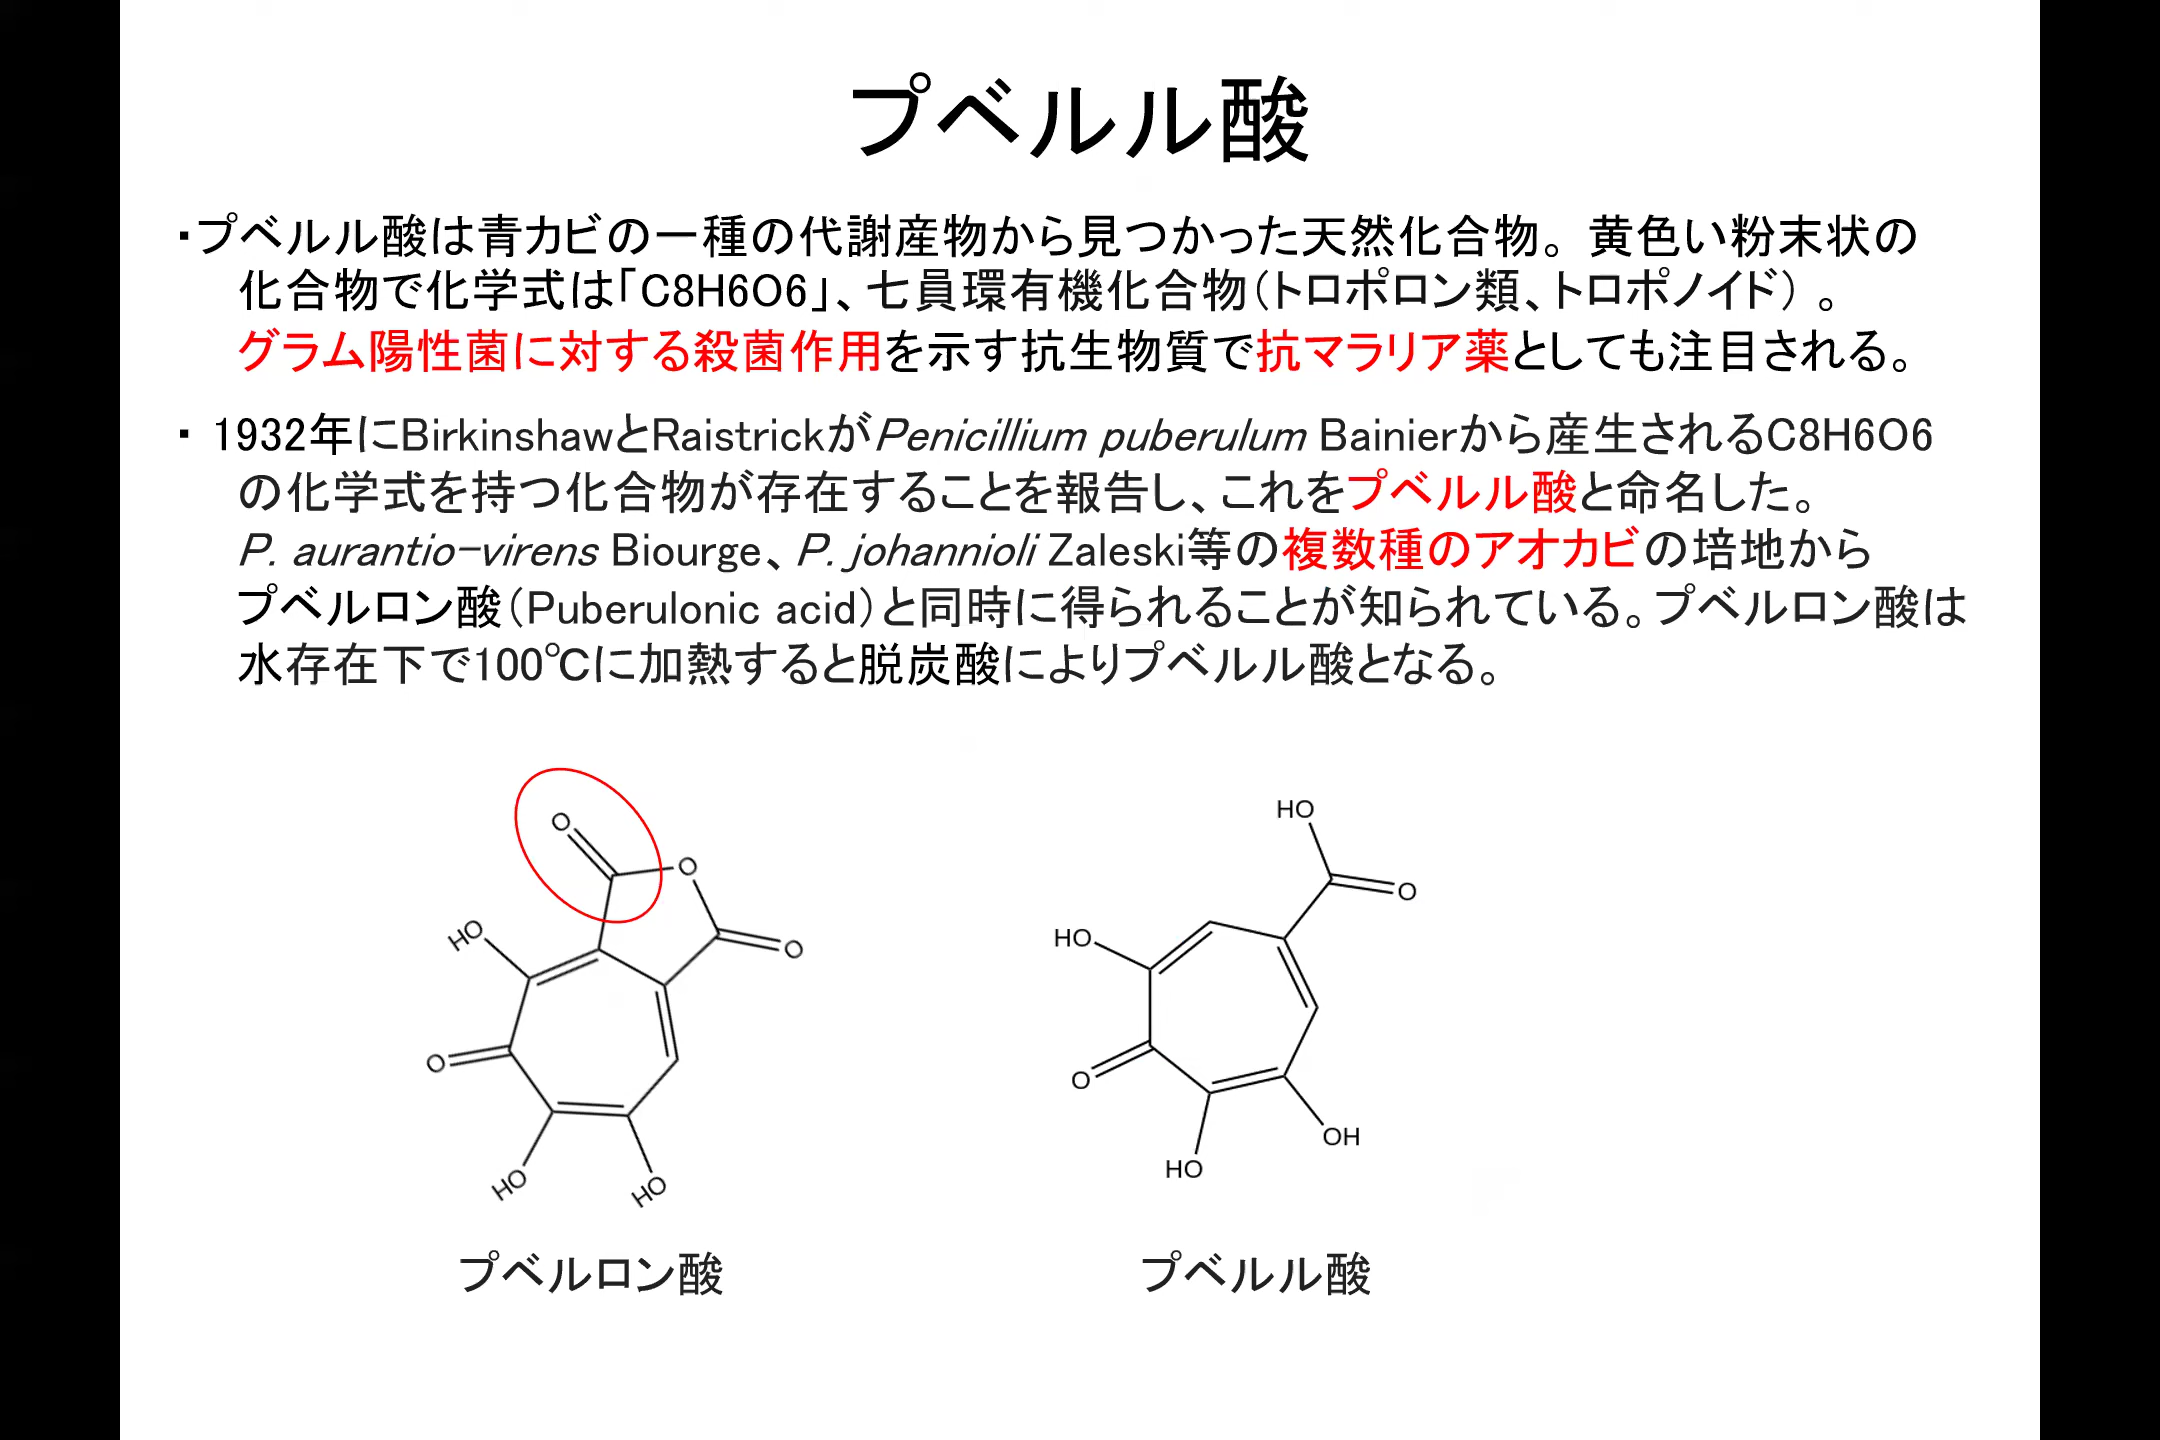 プベルル酸
・プベルル酸は青カビの一種の代謝産物から見つかった天然化合物。黄色い粉末状の
化合物で化学式は「C8H6O6」、七員環有機化合物（トロポロン類、トロポノイド）。
グラム陽性菌に対する殺菌作用を示す抗生物質で抗マラリア薬としても注目される。
・1932年にBirkinshawとRaistrickがPenicillium puberulum Bainierから産生されるC8H6O6
の化学式を持つ化合物が存在することを報告し、これをプベルル酸と命名した。
P. aurantio-virens Biourge、P. johannioli Zaleski等の複数種のアオカビの培地から
プベルロン酸（Puberulonic acid）と同時に得られることが知られている。プベルロン酸は
水存在下で100℃に加熱すると脱炭酸によりプベルル酸となる。
O
O
HO
O
O
HO
HO
プベルロン酸
HO
O
HO
O
OH
HO
プベルル酸